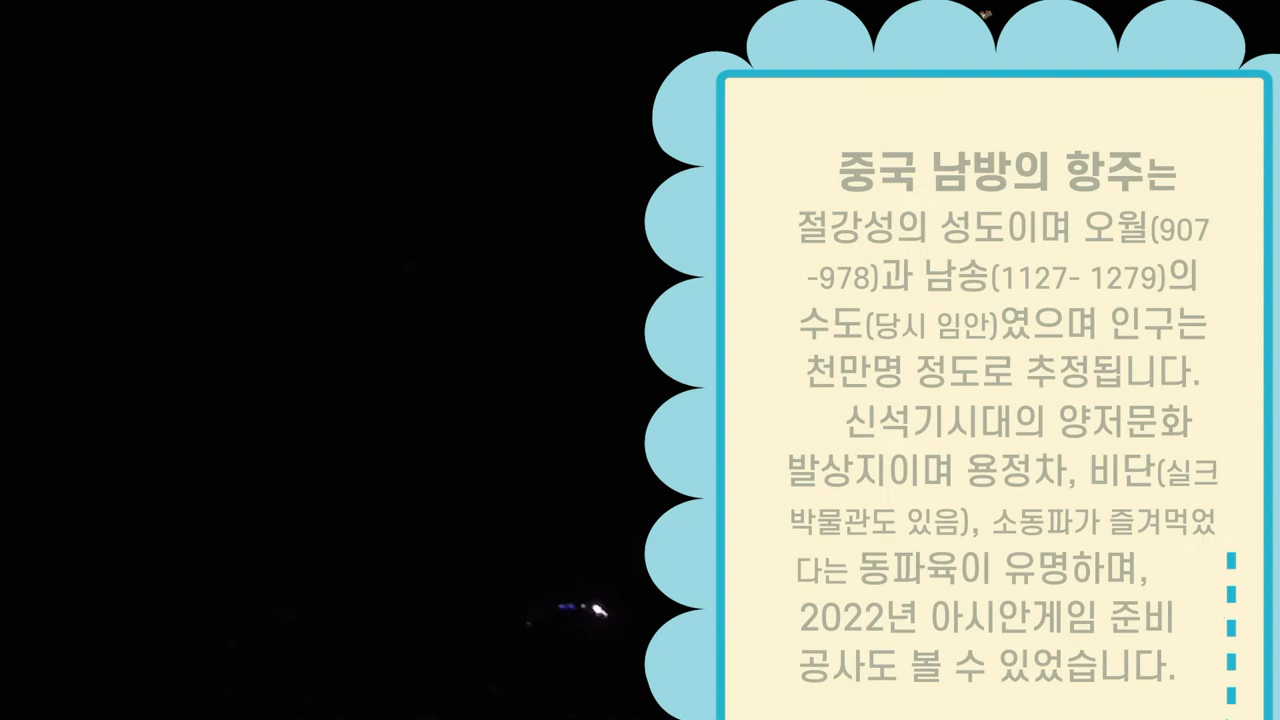 중국 남방의 항주는
절강성의 성도이며 오월(907
-978)과 남송(1127- 1279)의
수도(당시 임안)였으며 인구는
천만명 정도로 추정됩니다.
신석기시대의 양저문화
발상지이며 용정차, 비단(실크
박물관도 있음), 소동파가 즐겨먹었
다는 동파육이 유명하며,
2022년 아시안게임 준비
공사도 볼 수 있었습니다.